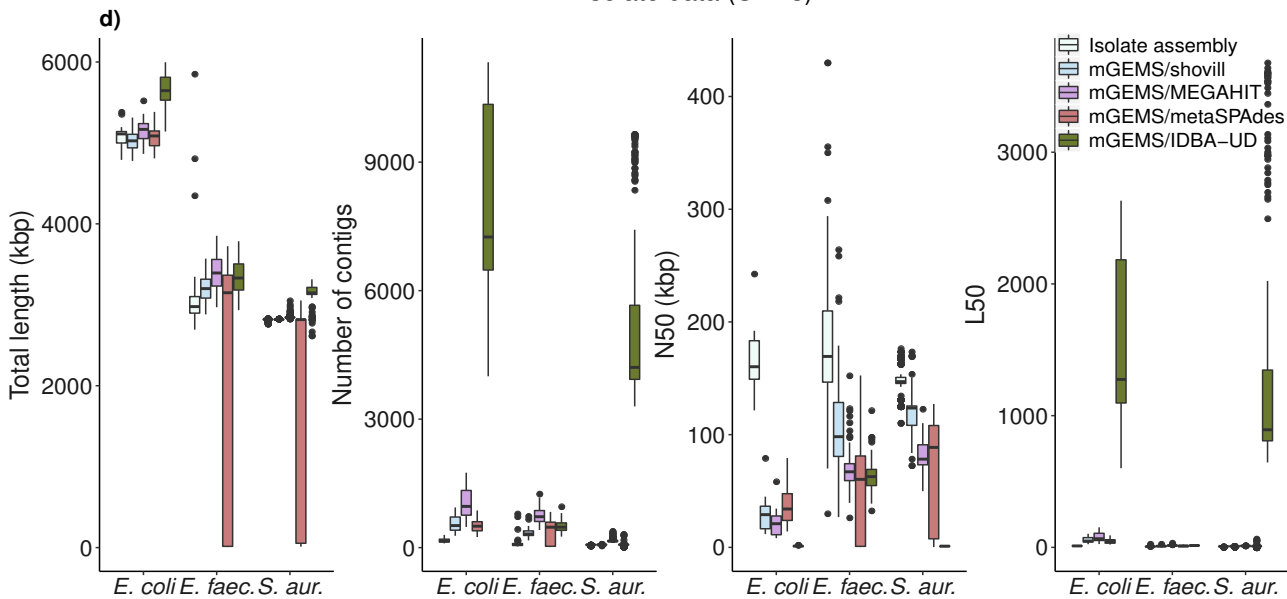 d)
Total length (kbp)
6000
4000
2000
0
E. coli E. faec. S. aur.
Number of contigs
9000
6000
3000
0
E. coli E. faec. S. aur.
N50 (kbp)
400
300
200
100
0
E. coli E. faec. S. aur.
L50
3000
2000
1000
0
E. coli E. faec. S. aur.
Isolate assembly
mGEMS/shovill
mGEMS/MEGAHIT
mGEMS/metaSPAdes
mGEMS/IDBA−UD